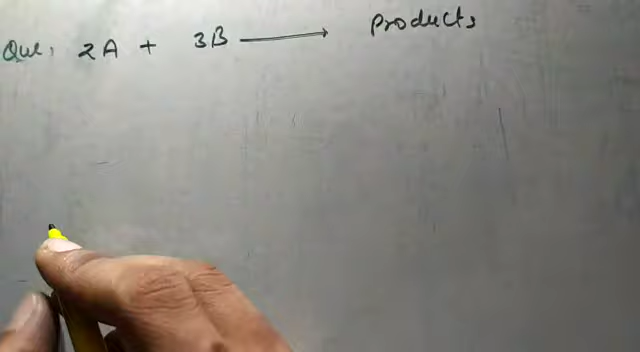 Que. 2A + 3B ⟶ Products